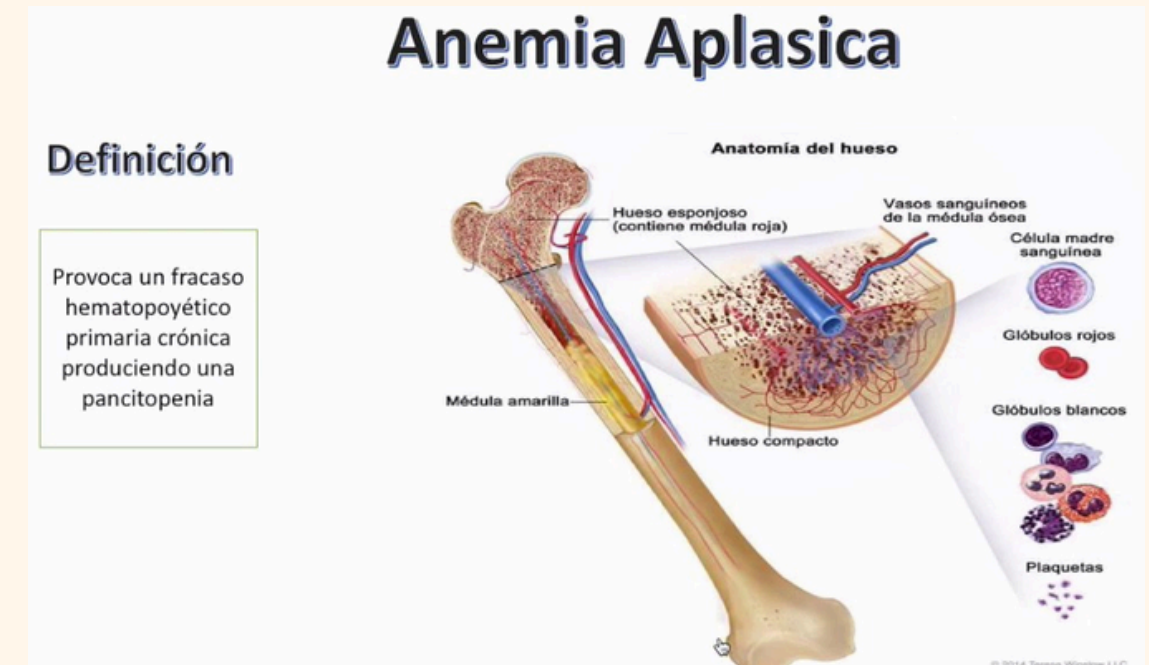 Anemia Aplasica
Definición
Provoca un fracaso
hematopoyético
primaria crónica
produciendo una
pancitopenia
Anatomía del hueso
Hueso esponjoso
(contiene médula roja)
Vasos sanguíneos
de la médula ósea
Célula madre
sanguínea
Glóbulos rojos
Glóbulos blancos
Plaquetas
Médula amarilla
Hueso compacto